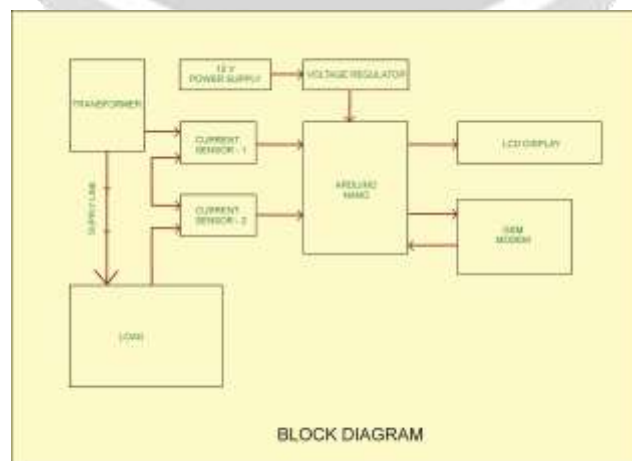 12 V
POWER SUPPLY
VOLTAGE REGULATOR
TRANSFORMER
CURRENT
SENSOR - 1
LCD DISPLAY
ARDUINO
NANO
SUPPLY LINE
CURRENT
SENSOR - 2
GSM
MODEM
LOAD
BLOCK DIAGRAM